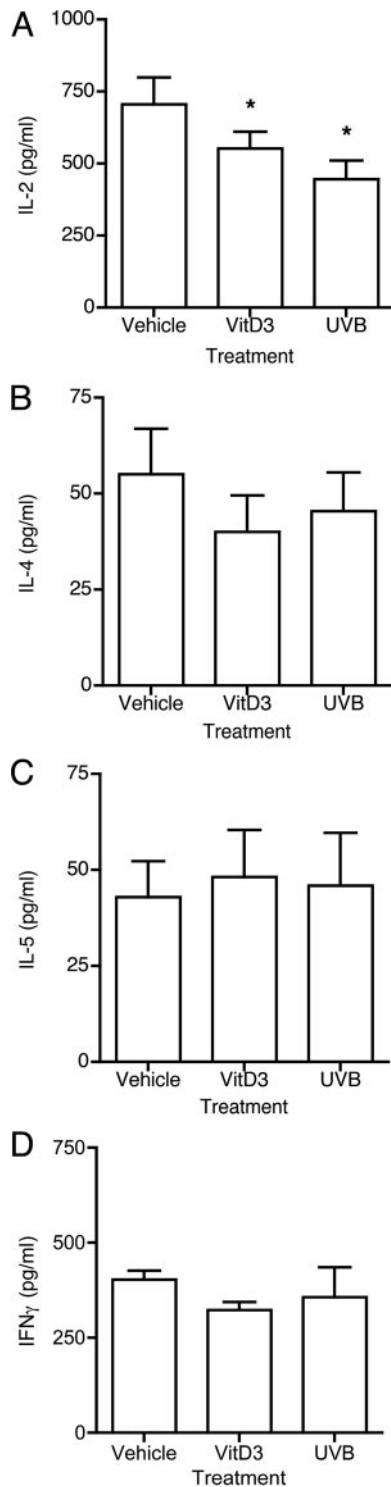 A
1000
750
500
250
0
IL-2 (pg/ml)
*
*
Vehicle VitD3 UVB
Treatment
B
75
50
25
0
IL-4 (pg/ml)
Vehicle VitD3 UVB
Treatment
C
75
50
25
0
IL-5 (pg/ml)
Vehicle VitD3 UVB
Treatment
D
750
500
250
0
IFNγ (pg/ml)
Vehicle VitD3 UVB
Treatment